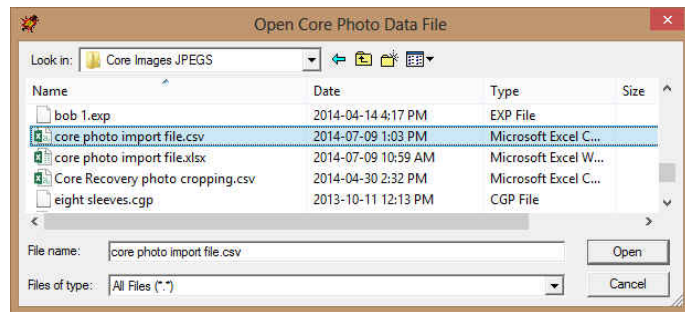 Open Core Photo Data File
Look in: Core Images JPEGS
Name Date Type Size
bob 1.exp 2014-04-14 4:17 PM EXP File
core photo import file.csv 2014-07-09 1:03 PM Microsoft Excel C...
core photo import file.xlsx 2014-07-09 10:59 AM Microsoft Excel W...
Core Recovery photo cropping.csv 2014-04-30 2:32 PM Microsoft Excel C...
eight sleeves.cgp 2013-10-11 12:13 PM CGP File
File name: core photo import file.csv Open
Files of type: All Files (*.*) Cancel